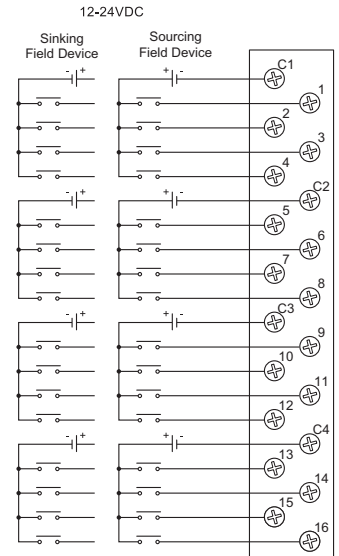 12-24VDC
Sinking
Field Device
Sourcing
Field Device
- +
+ -
C1
1
2
3
4
- +
+ -
C2
5
6
7
8
- +
+ -
C3
9
10
11
12
- +
+ -
C4
13
14
15
16